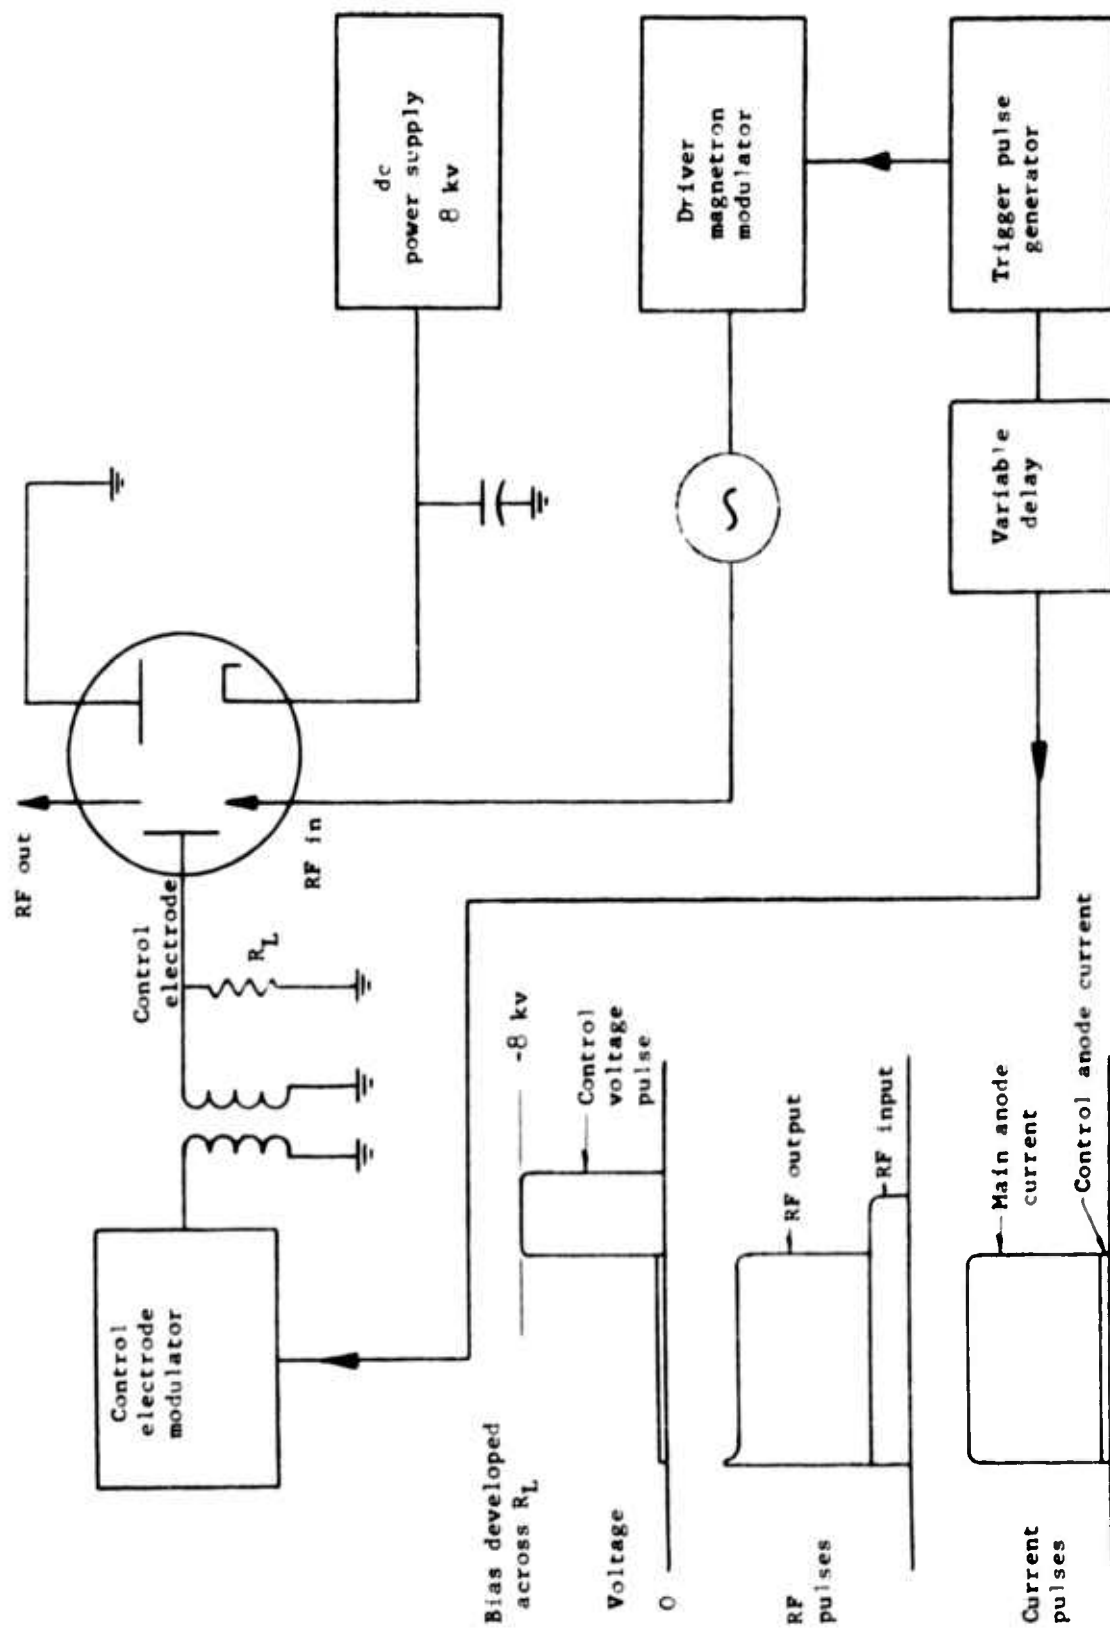 RF out
Control
electrode
R_L
RF in
dc
power supply
8 kv
Control
electrode
modulator
Driver
magnetron
modulator
Variable
delay
Trigger pulse
generator
Bias developed
across R_L
-8 kv
Control
voltage
pulse
Voltage
0
RF
pulses
RF output
RF input
Current
pulses
Main anode
current
Control anode current